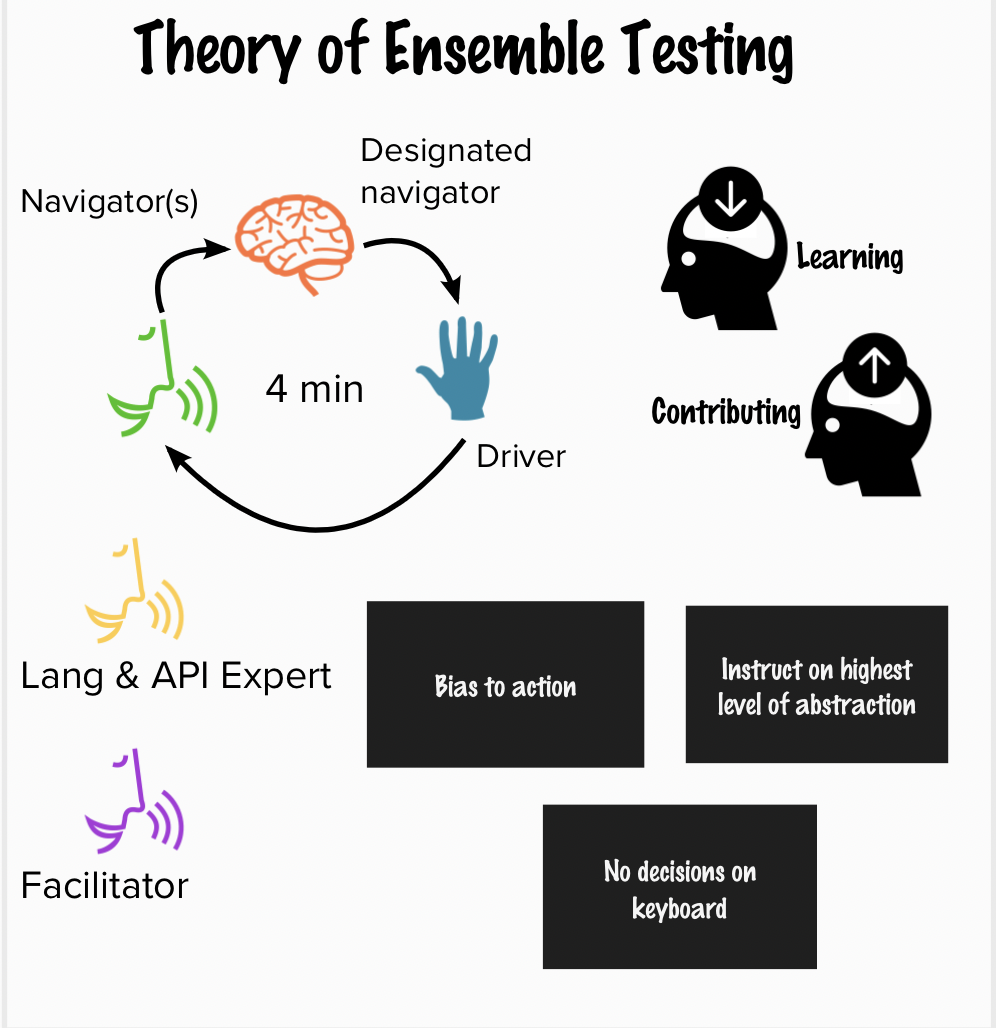 Theory of Ensemble Testing
Designated
navigator
Navigator(s)
Learning
4 min
Contributing
Driver
Lang & API Expert
Bias to action
Instruct on highest
level of abstraction
Facilitator
No decisions on
keyboard